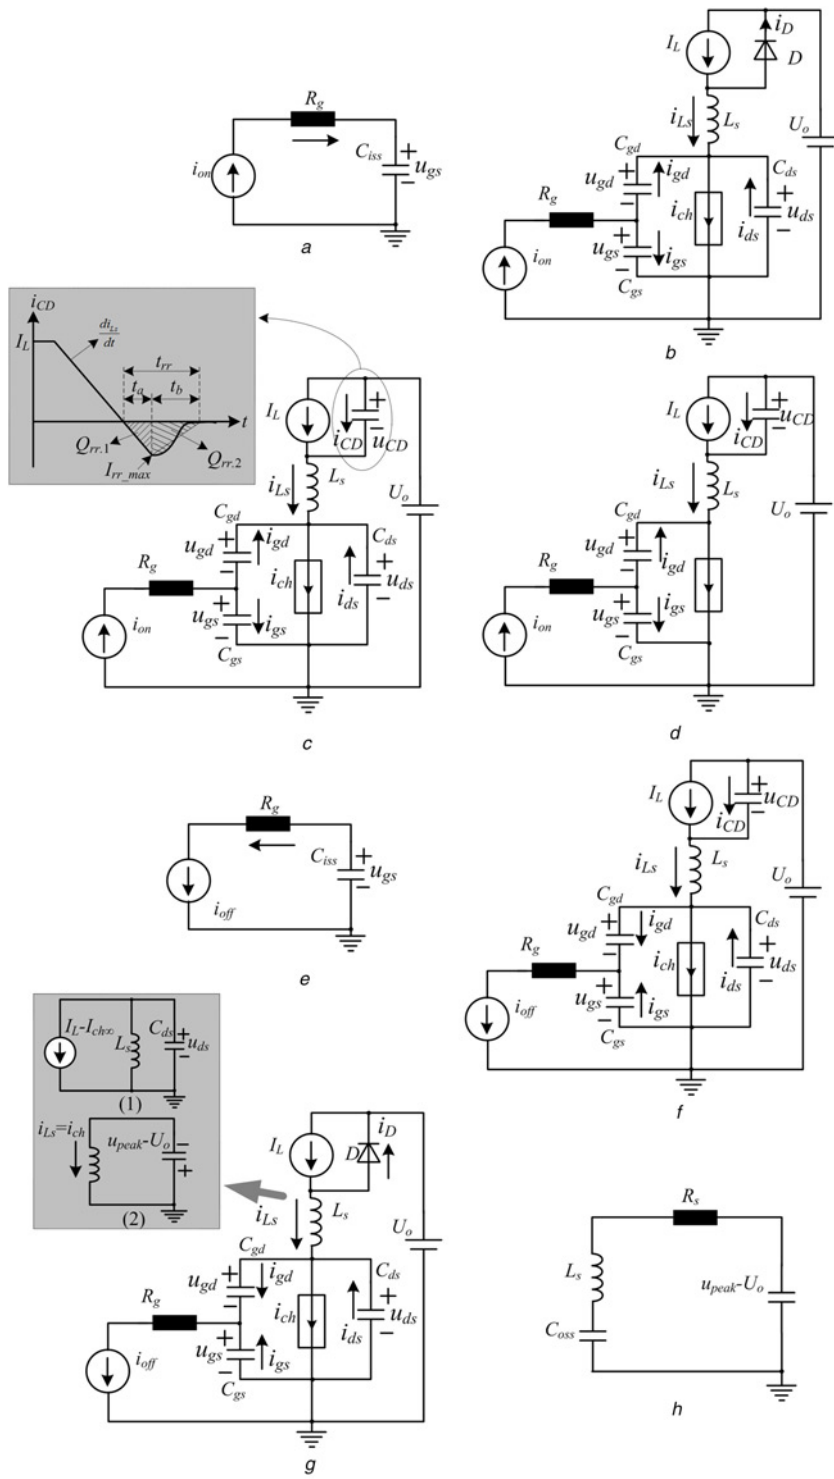 R_g
i_on
C_iss
+
−
u_gs
a
I_L
i_D
D
i_Ls
L_s
U_o
C_gd
C_ds
R_g
u_gd
i_gd
i_ch
u_ds
i_ds
i_on
u_gs
i_gs
C_gs
b
i_CD
I_L
di_Ls
dt
t_rr
t_a
t_b
t
Q_rr.1
Q_rr.2
I_rr_max
I_L
i_CD
u_CD
i_Ls
L_s
U_o
C_gd
C_ds
R_g
u_gd
i_gd
i_ch
u_ds
i_ds
i_on
u_gs
i_gs
C_gs
c
I_L
i_CD
u_CD
i_Ls
L_s
U_o
C_gd
R_g
u_gd
i_gd
i_on
u_gs
i_gs
C_gs
d
R_g
C_iss
u_gs
i_off
e
I_L
i_CD
u_CD
i_Ls
L_s
U_o
C_gd
C_ds
R_g
u_gd
i_gd
i_ch
u_ds
i_ds
i_off
u_gs
i_gs
C_gs
f
I_L-I_ch∞
L_s
C_ds
u_ds
(1)
i_Ls=i_ch
u_peak-U_o
(2)
I_L
D
i_D
i_Ls
L_s
U_o
C_gd
C_ds
R_g
u_gd
i_gd
i_ch
u_ds
i_ds
i_off
u_gs
i_gs
C_gs
g
R_s
L_s
u_peak-U_o
C_oss
h